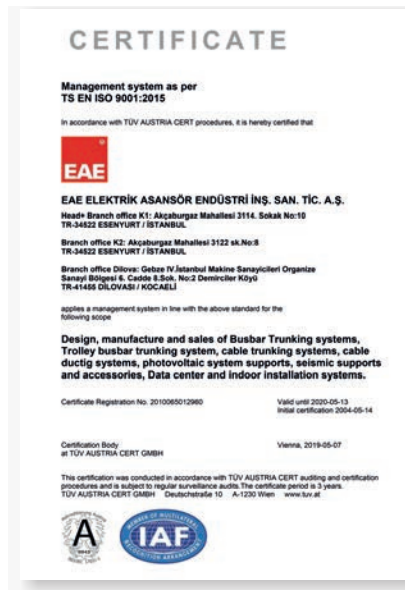 CERTIFICATE
Management system as per
TS EN ISO 9001:2015
In accordance with TÜV AUSTRIA CERT procedures, it is hereby certified that
EAE
EAE ELEKTRİK ASANSÖR ENDÜSTRİ İNŞ. SAN. TİC. A.Ş.
Head+ Branch office K1: Akçaburgaz Mahallesi 3114. Sokak No:10
TR-34522 ESENYURT / İSTANBUL
Branch office K2: Akçaburgaz Mahallesi 3122 sk.No:8
TR-34522 ESENYURT / İSTANBUL
Branch office Dilova: Gebze IV.İstanbul Makine Sanayicileri Organize
Sanayi Bölgesi 6. Cadde 8.Sok. No:2 Demirciler Köyü
TR-41455 DİLOVASI / KOCAELİ
applies a management system in line with the above standard for the
following scope
Design, manufacture and sales of Busbar Trunking systems,
Trolley busbar trunking system, cable trunking systems, cable
ductig systems, photovoltaic system supports, seismic supports
and accessories, Data center and indoor installation systems.
Certificate Registration No. 2010065012960
Valid until 2020-05-13
Initial certification 2004-05-14
Certification Body
at TÜV AUSTRIA CERT GMBH
Vienna, 2019-05-07
This certification was conducted in accordance with TÜV AUSTRIA CERT auditing and certification
procedures and is subject to regular surveillance audits.The certificate period is 3 years.
TÜV AUSTRIA CERT GMBH Deutschstraße 10 A-1230 Wien www.tuv.at
A
MEMBER OF MULTILATERAL
IAF
RECOGNITION ARRANGEMENT